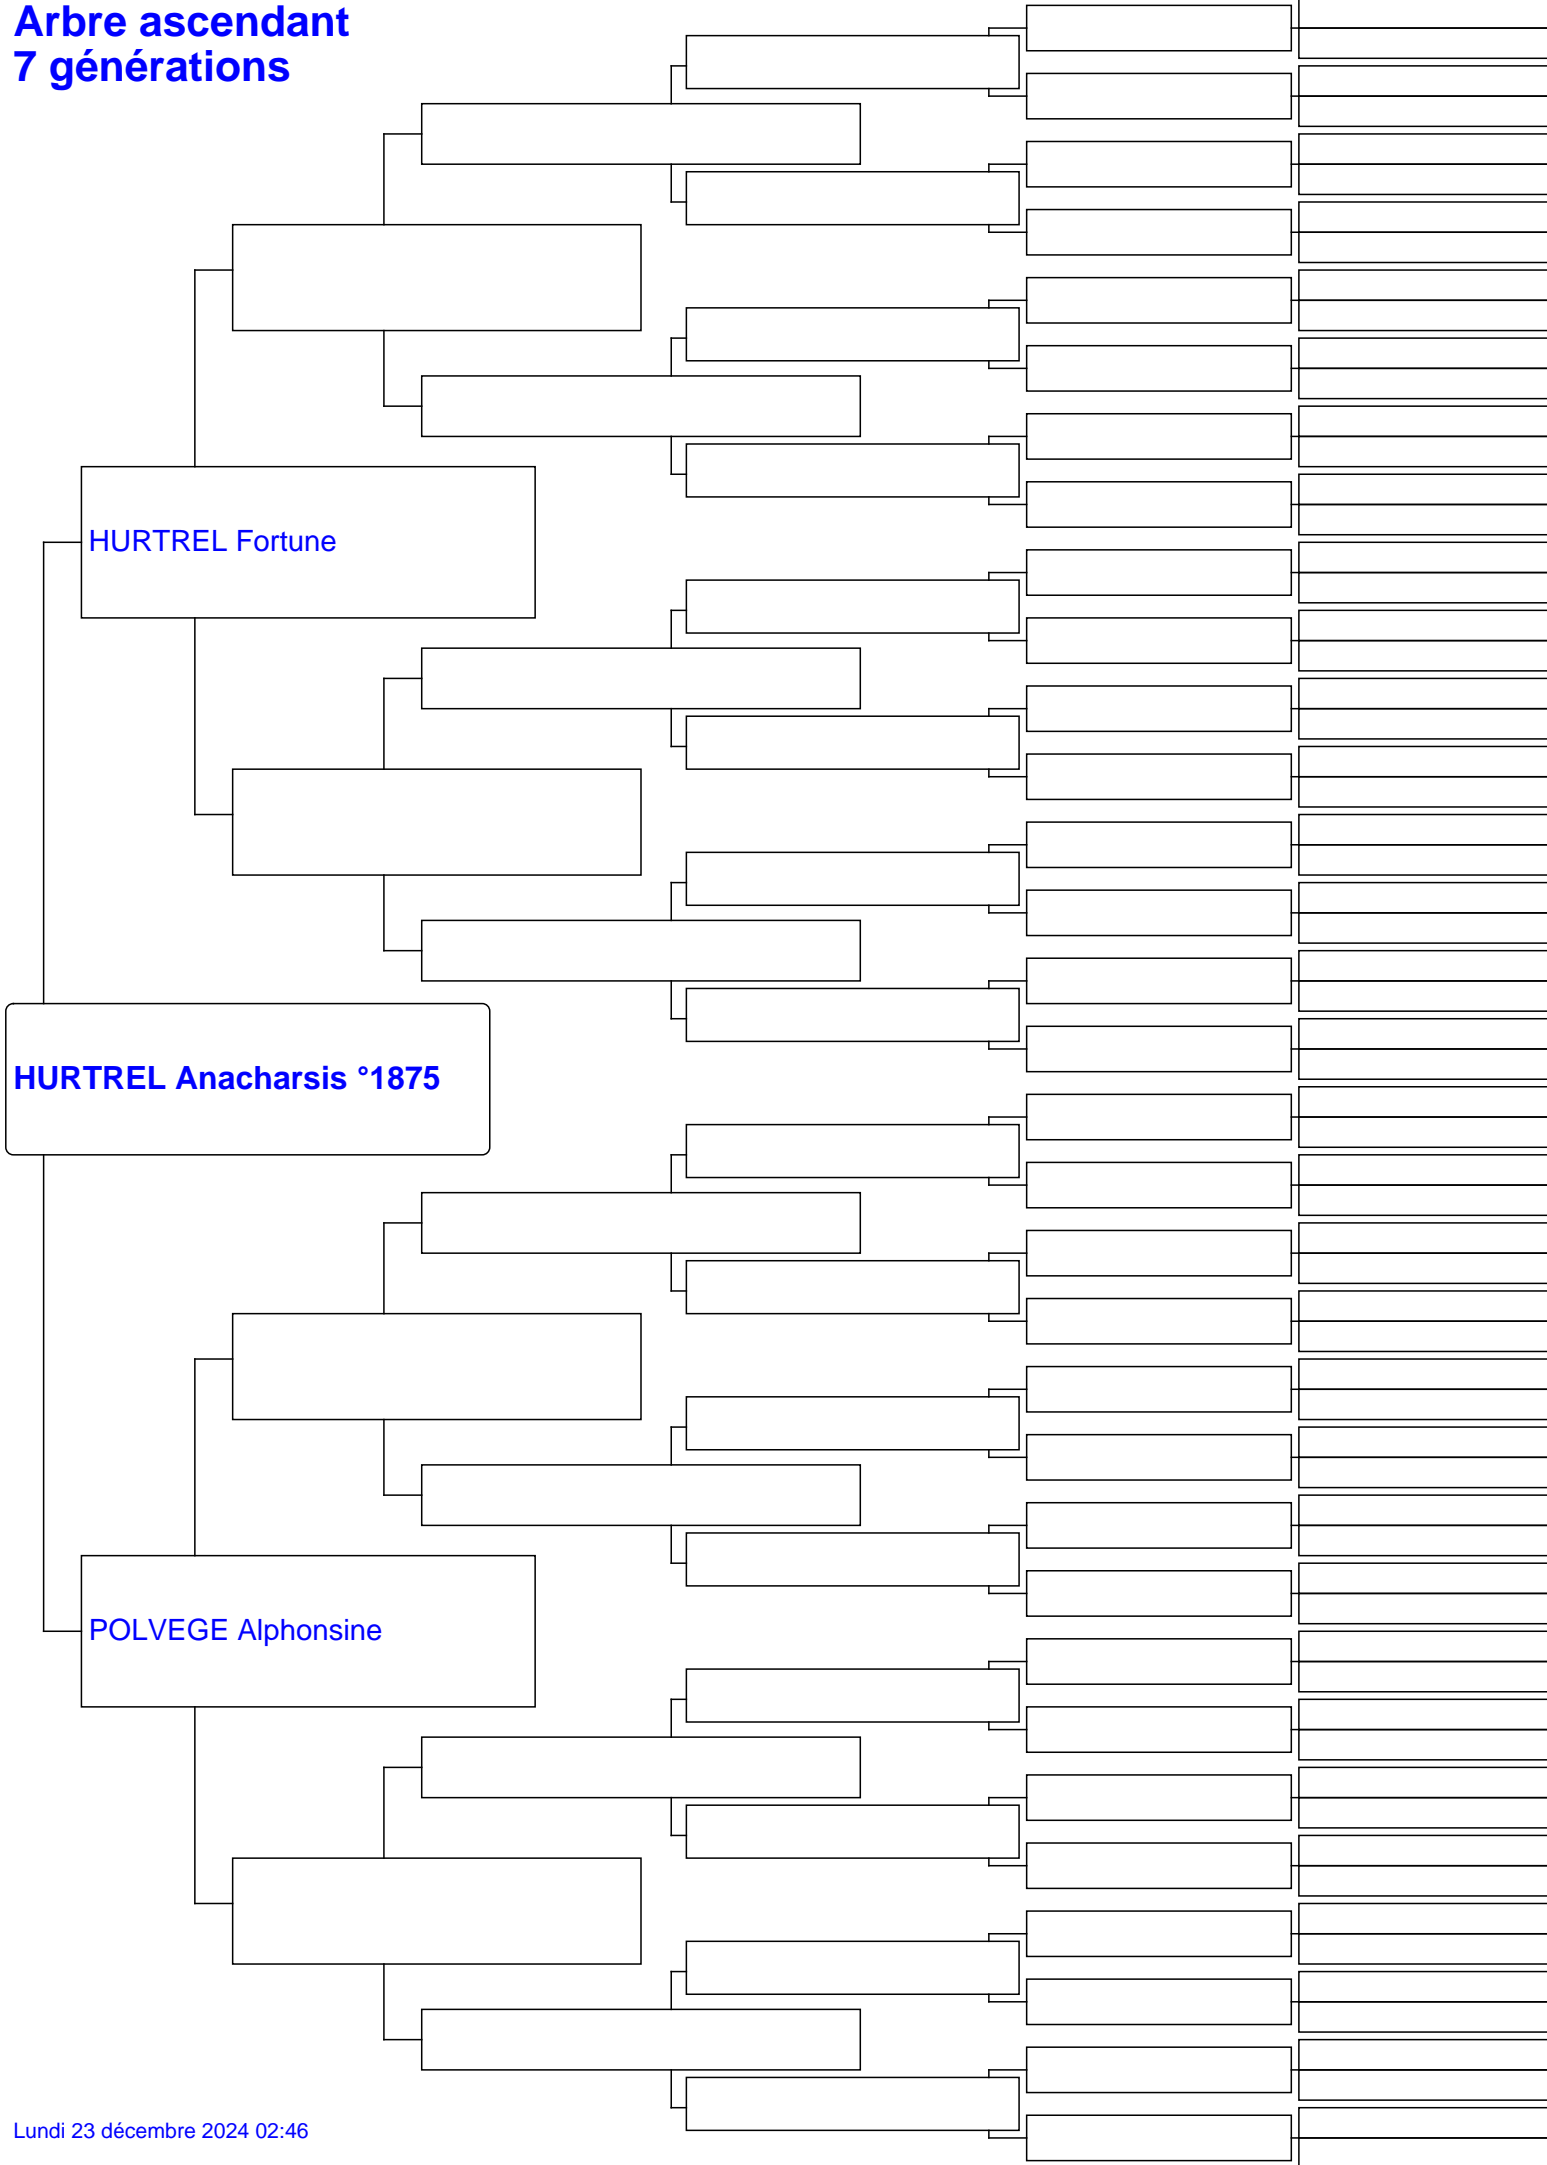 Arbre ascendant
7 générations
HURTREL Fortune
HURTREL Anacharsis °1875
POLVEGE Alphonsine
Lundi 23 décembre 2024 02:46